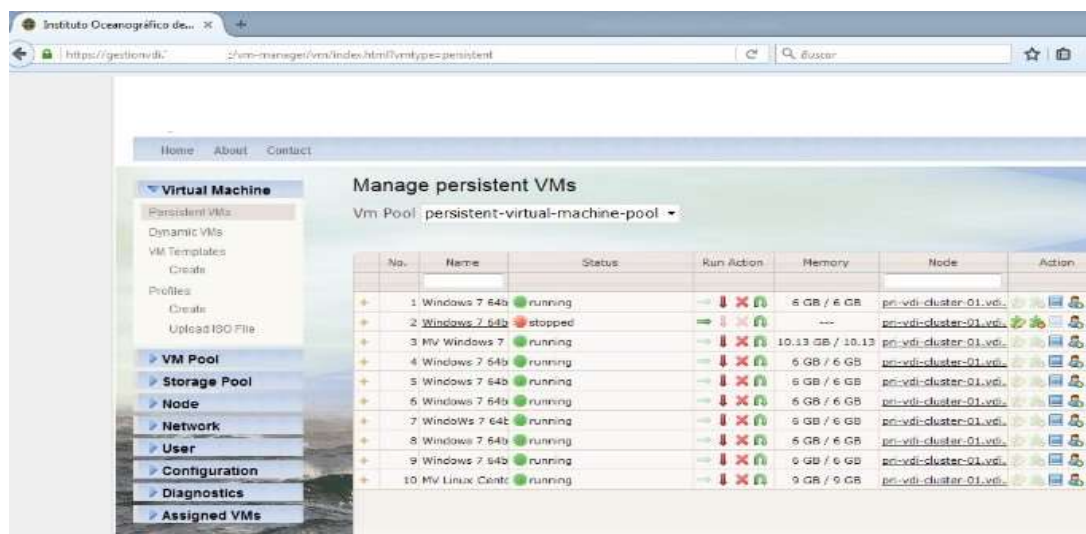 Instituto Oceanográfico de... ×
https://gestionvdi. /vm-manager/vm/index.html?vmtype=persistent
Buscar
Home About Contact
Virtual Machine
Persistent VMs
Dynamic VMs
VM Templates
Create
Profiles
Create
Upload ISO File
VM Pool
Storage Pool
Node
Network
User
Configuration
Diagnostics
Assigned VMs
Manage persistent VMs
Vm Pool persistent-virtual-machine-pool
No. Name Status Run Action Memory Node Action
1 Windows 7 64b running 6 GB / 6 GB pri-vdi-cluster-01.vdi.
2 Windows 7 64b stopped --- pri-vdi-cluster-01.vdi.
3 MV Windows 7 running 10.13 GB / 10.13 pri-vdi-cluster-01.vdi.
4 Windows 7 64b running 6 GB / 6 GB pri-vdi-cluster-01.vdi.
5 Windows 7 64b running 6 GB / 6 GB pri-vdi-cluster-01.vdi.
6 Windows 7 64b running 6 GB / 6 GB pri-vdi-cluster-01.vdi.
7 WindoWs 7 64b running 6 GB / 6 GB pri-vdi-cluster-01.vdi.
8 Windows 7 64b running 6 GB / 6 GB pri-vdi-cluster-01.vdi.
9 Windows 7 64b running 6 GB / 6 GB pri-vdi-cluster-01.vdi.
10 MV Linux Cento running 9 GB / 9 GB pri-vdi-cluster-01.vdi.